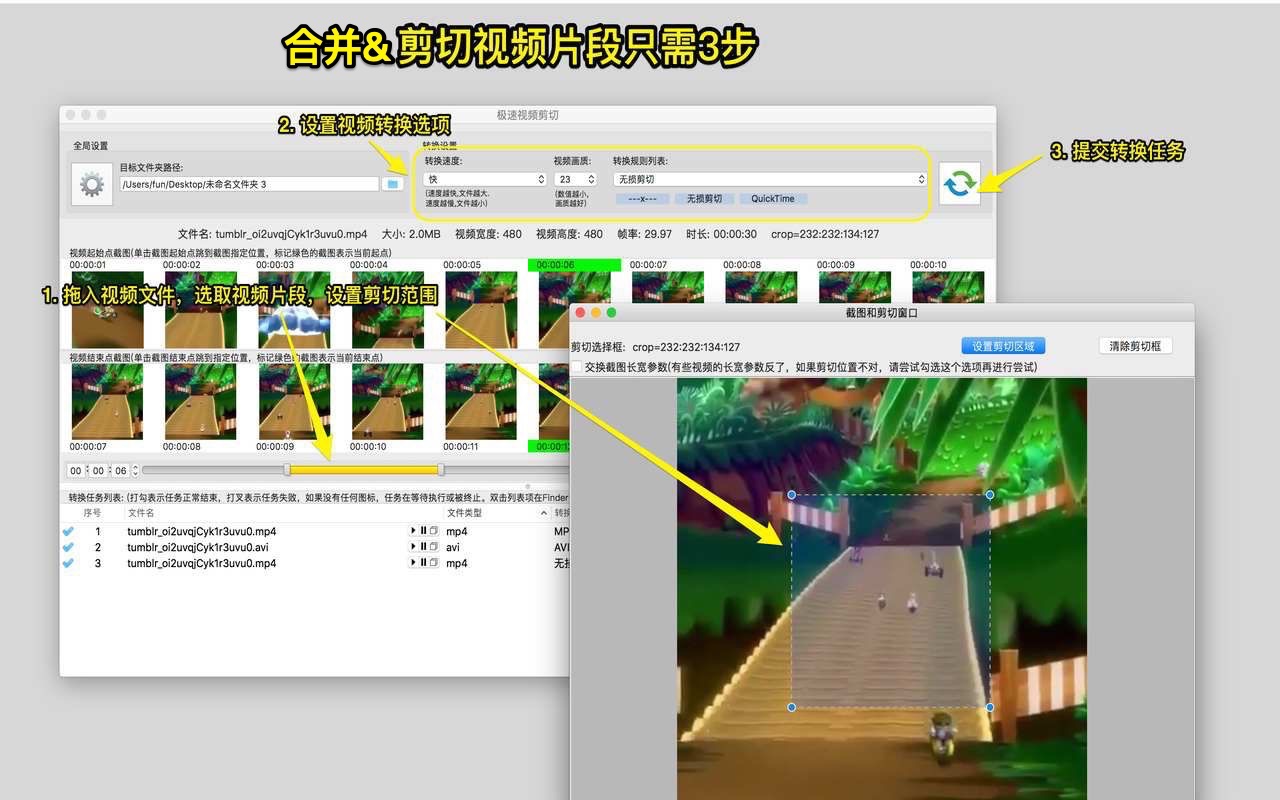 合并&剪切视频片段只需3步
极速视频剪切
2. 设置视频转换选项
3. 提交转换任务
全局设置
转换设置
目标文件夹路径:
/Users/fun/Desktop/未命名文件夹 3
转换速度:
视频画质:
转换规则列表:
快
23
无损剪切
(速度越快,文件越大,
速度越慢,文件越小)
(数值越小,
画质越好)
---x---
无损剪切
QuickTime
文件名: tumblr_oi2uvqjCyk1r3uvu0.mp4 大小: 2.0MB 视频宽度: 480 视频高度: 480 帧率: 29.97 时长: 00:00:30 crop=232:232:134:127
视频起始点截图(单击截图起点跳到截图指定位置，标记绿色的截图表示当前起点)
00:00:01 00:00:02 00:00:03 00:00:04 00:00:05 00:00:06 00:00:07 00:00:08 00:00:09 00:00:10
1. 拖入视频文件，选取视频片段，设置剪切范围
视频结束点截图(单击截图结束点跳到指定位置，标记绿色的截图表示当前结束点)
00:00:07 00:00:08 00:00:09 00:00:10 00:00:11
00 : 00 : 06
转换任务列表: (打勾表示任务正常结束，打叉表示任务失败，如果没有任何图标，任务在等待执行或被终止。双击列表项在Finder
序号 文件名 文件类型
1 tumblr_oi2uvqjCyk1r3uvu0.mp4 mp4 MP
2 tumblr_oi2uvqjCyk1r3uvu0.avi avi AVI
3 tumblr_oi2uvqjCyk1r3uvu0.mp4 mp4 无损
截图和剪切窗口
剪切选择框: crop=232:232:134:127
设置剪切区域
清除剪切框
交换截图长宽参数(有些视频的长宽参数反了，如果剪切位置不对，请尝试勾选这个选项再进行尝试)